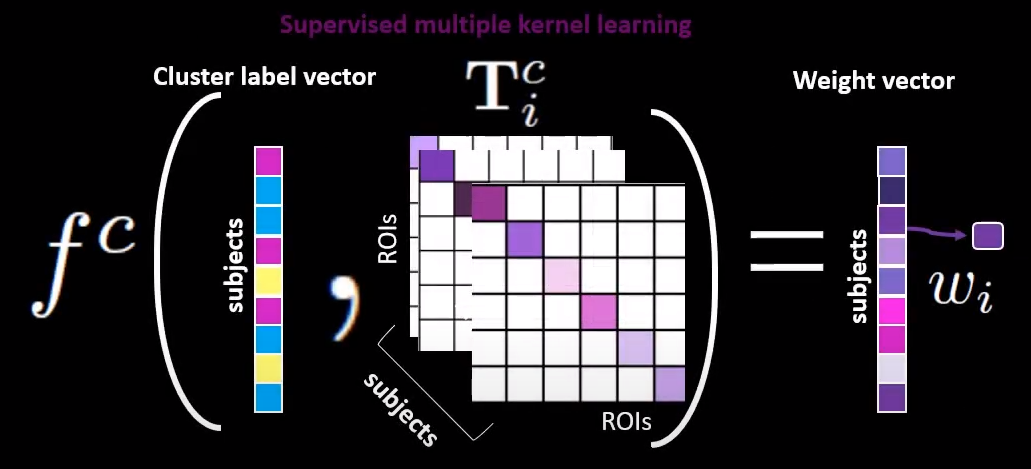 Supervised multiple kernel learning
Cluster label vector
T_i^c
Weight vector
f^c
(
subjects
,
ROIs
subjects
ROIs
)
=
subjects
w_i